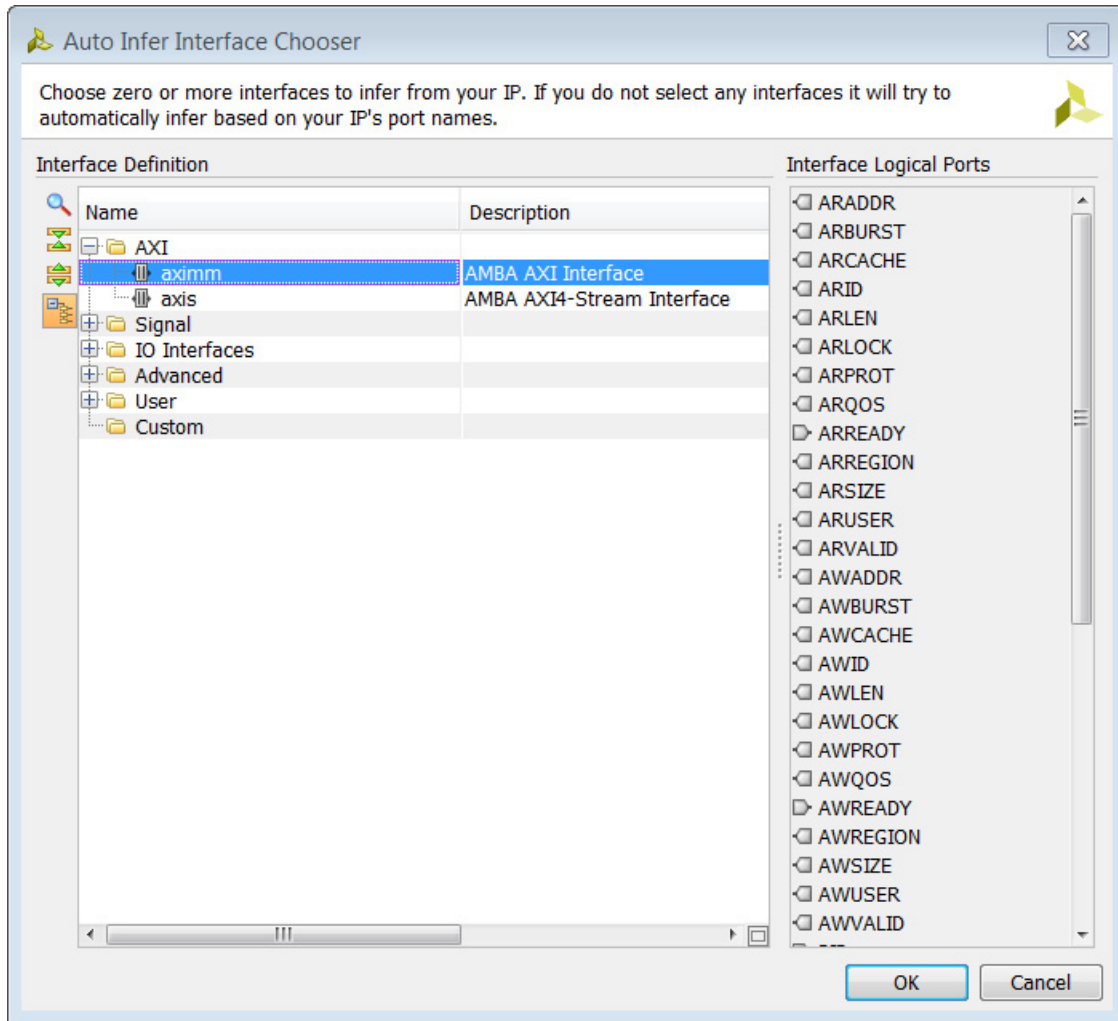 Auto Infer Interface Chooser
Choose zero or more interfaces to infer from your IP. If you do not select any interfaces it will try to
automatically infer based on your IP's port names.
Interface Definition
Name Description
AXI
aximm AMBA AXI Interface
axis AMBA AXI4-Stream Interface
Signal
IO Interfaces
Advanced
User
Custom
Interface Logical Ports
ARADDR
ARBURST
ARCACHE
ARID
ARLEN
ARLOCK
ARPROT
ARQOS
ARREADY
ARREGION
ARSIZE
ARUSER
ARVALID
AWADDR
AWBURST
AWCACHE
AWID
AWLEN
AWLOCK
AWPROT
AWQOS
AWREADY
AWREGION
AWSIZE
AWUSER
AWVALID
OK Cancel